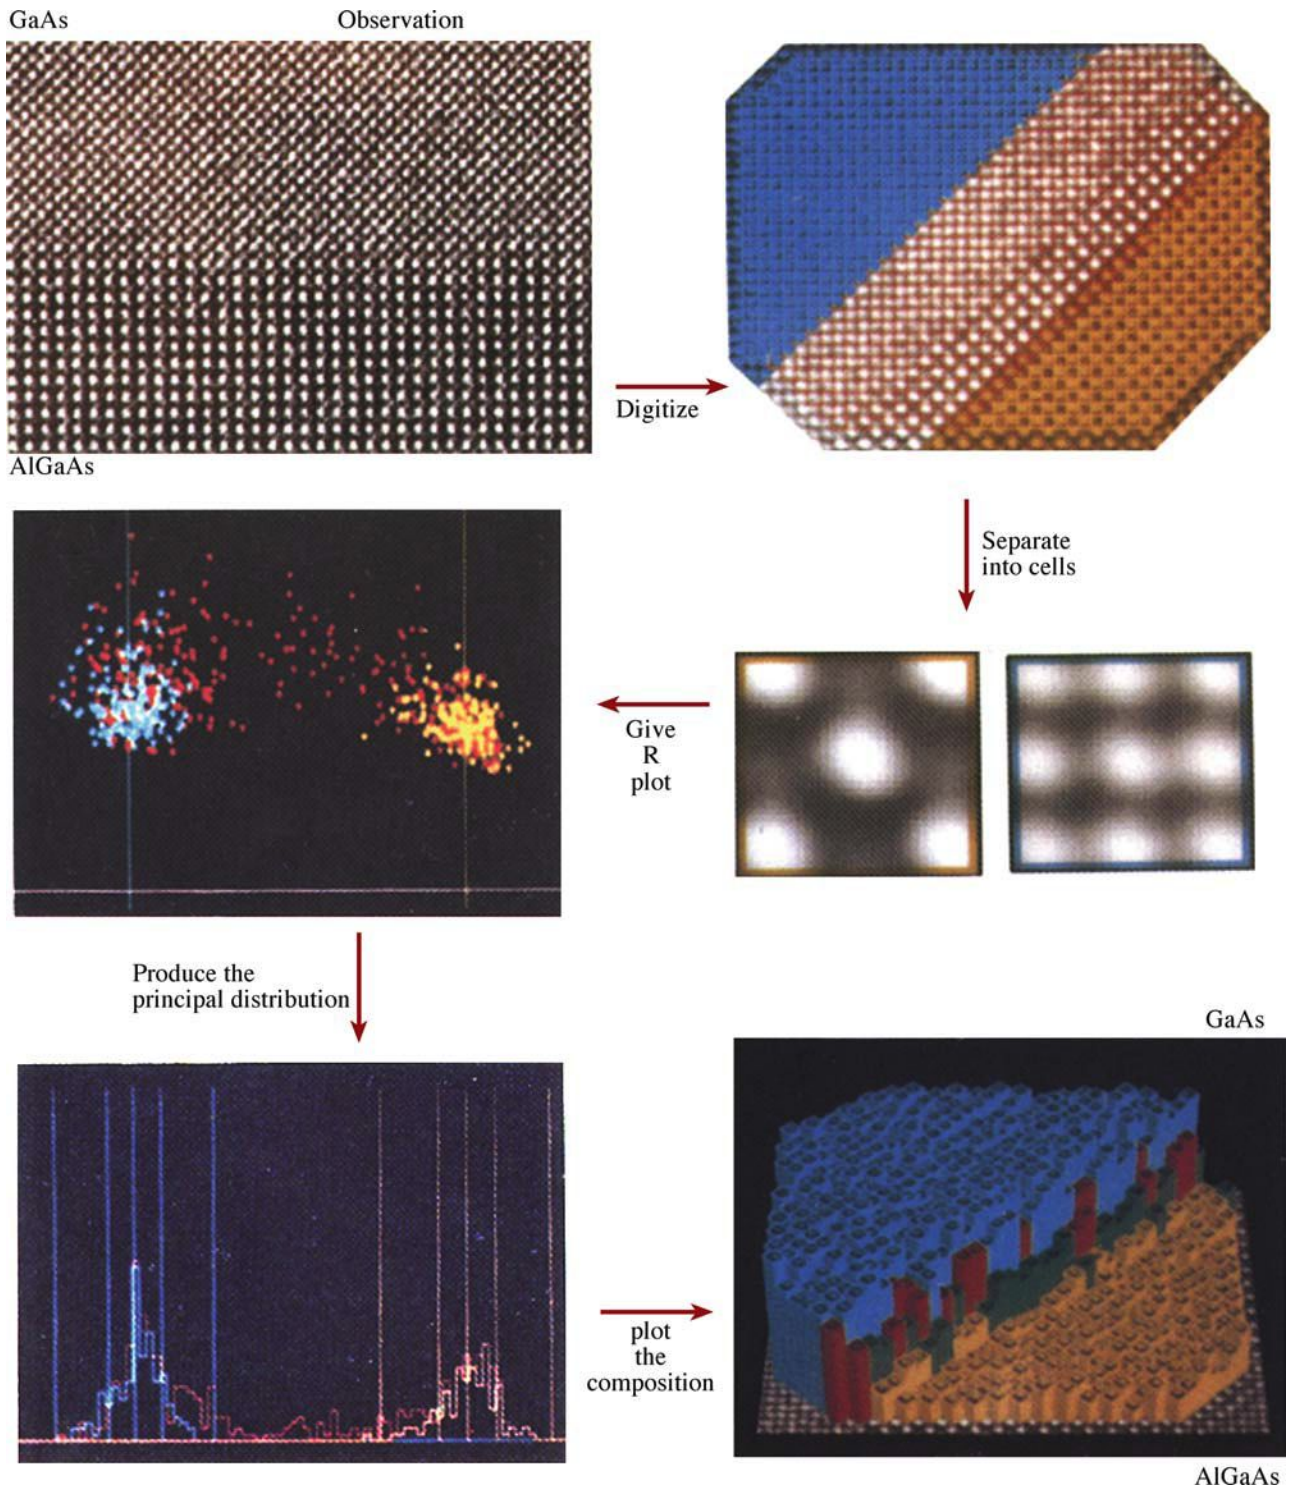 GaAs
Observation
AlGaAs
Digitize
Separate
into cells
Give
R
plot
Produce the
principal distribution
plot
the
composition
GaAs
AlGaAs